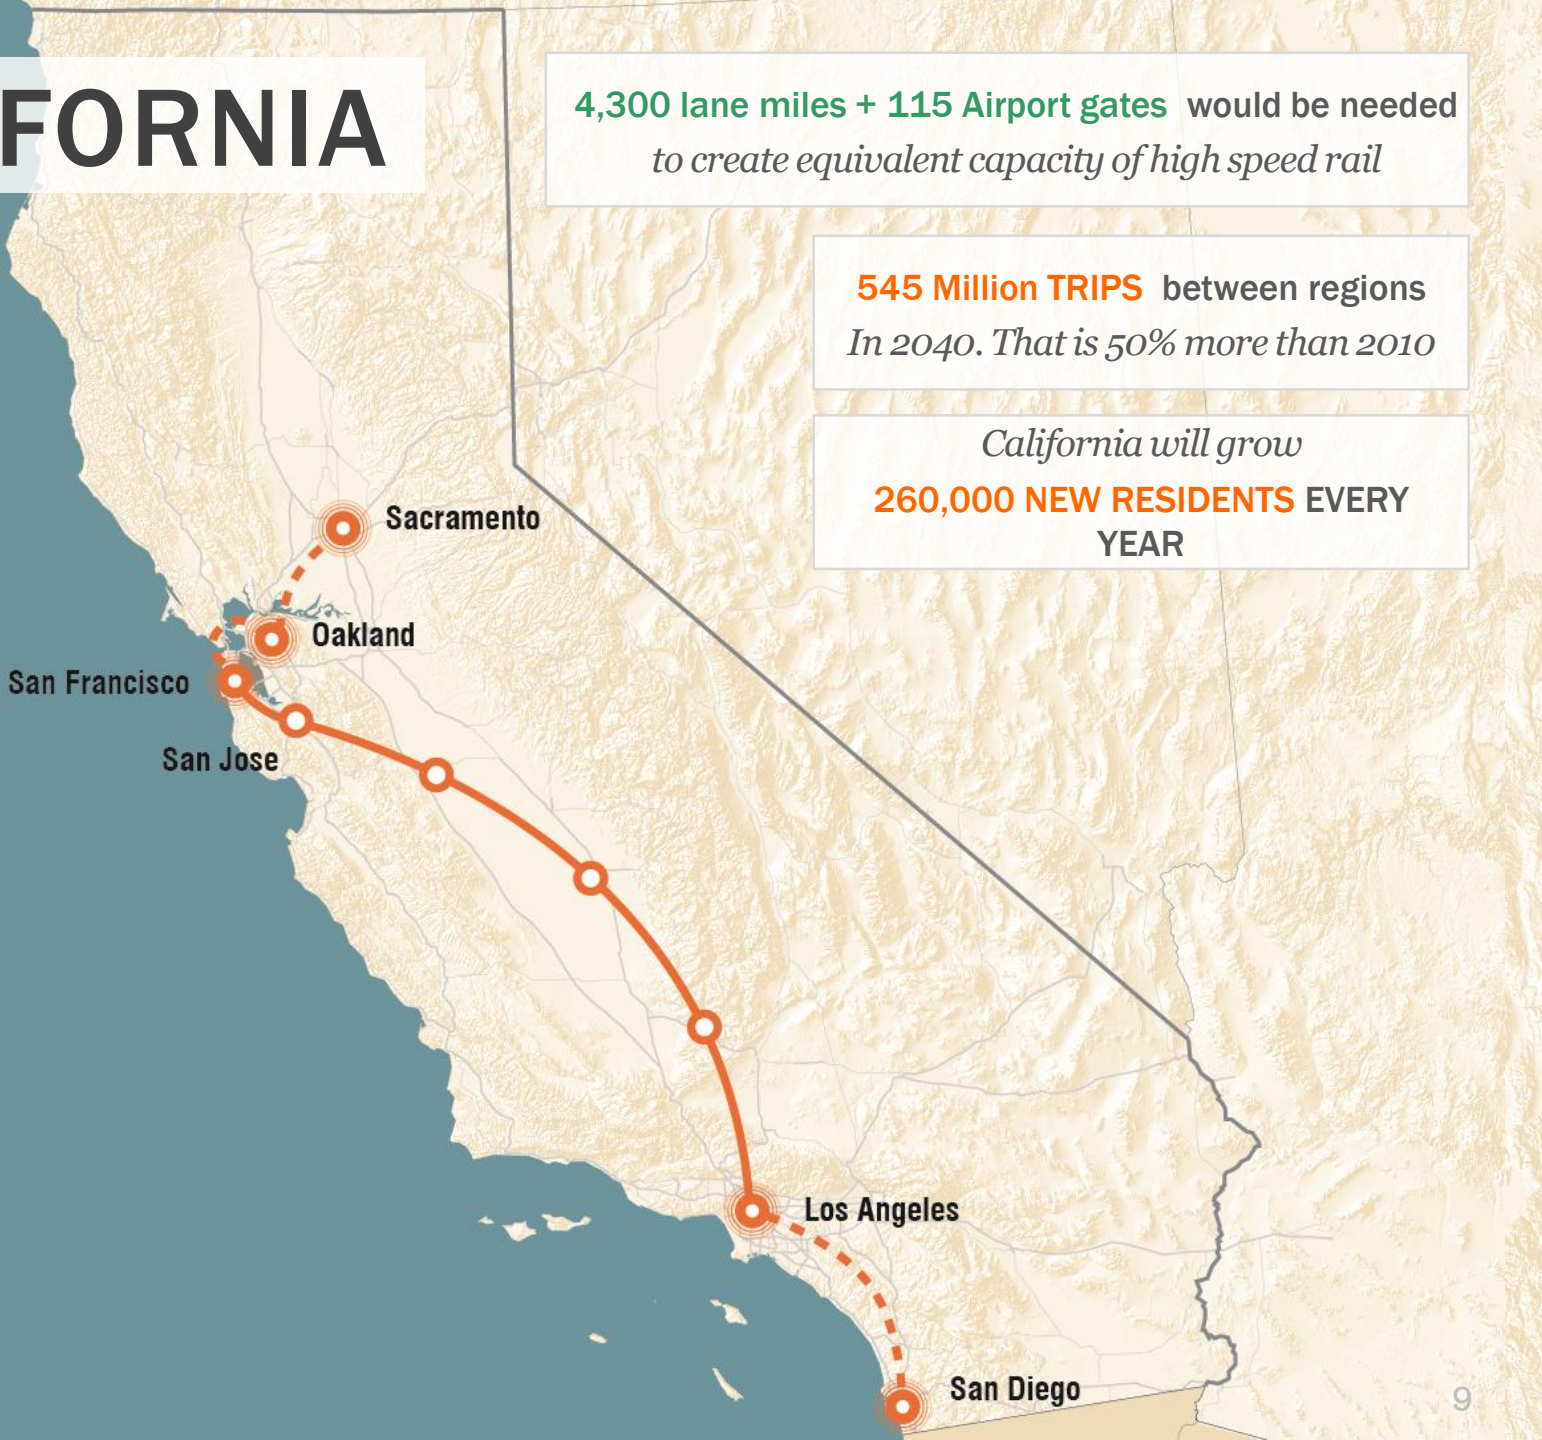 FORNIA
4,300 lane miles + 115 Airport gates would be needed
to create equivalent capacity of high speed rail
545 Million TRIPS between regions
In 2040. That is 50% more than 2010
California will grow
260,000 NEW RESIDENTS EVERY
YEAR
Sacramento
Oakland
San Francisco
San Jose
Los Angeles
San Diego
9